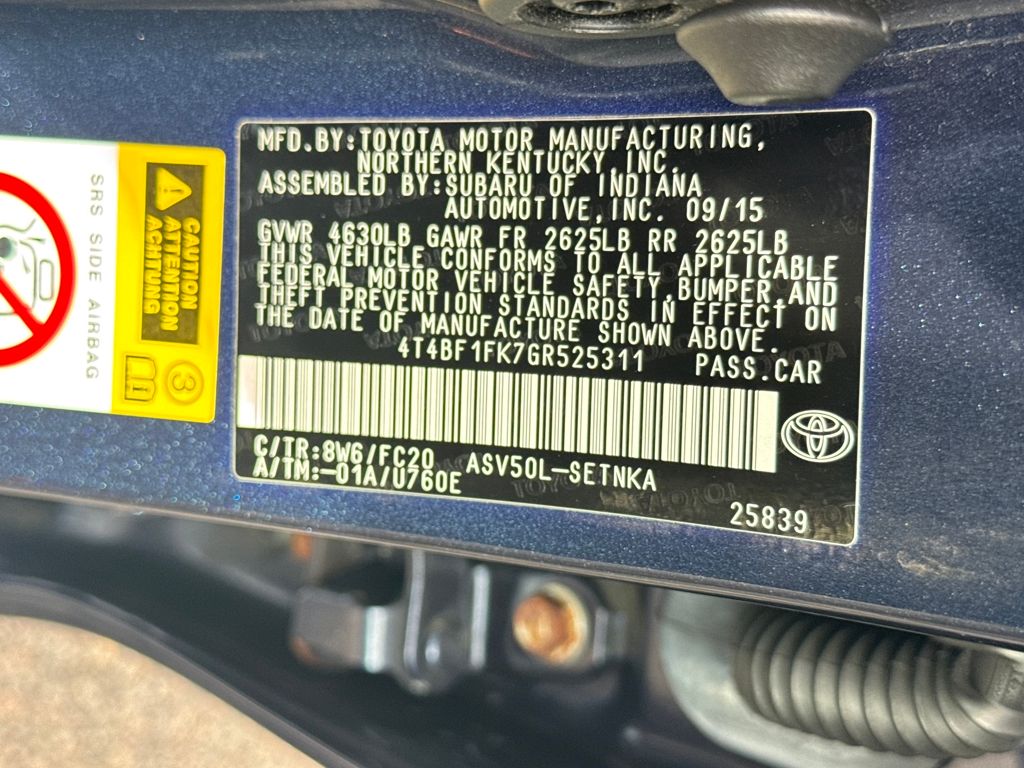 MFD.BY:TOYOTA MOTOR MANUFACTURING,
NORTHERN KENTUCKY,INC.
ASSEMBLED BY:SUBARU OF INDIANA
AUTOMOTIVE,INC. 09/15
GVWR 4630LB GAWR FR 2625LB RR 2625LB
THIS VEHICLE CONFORMS TO ALL APPLICABLE
FEDERAL MOTOR VEHICLE SAFETY,BUMPER,AND
THEFT PREVENTION STANDARDS IN EFFECT ON
THE DATE OF MANUFACTURE SHOWN ABOVE.
4T4BF1FK7GR525311 PASS.CAR
C/TR:8W6/FC20 ASV50L-SETNKA
A/TM:-01A/U760E
25839
CAUTION
ATTENTION
ACHTUNG
3
SRS SIDE AIRBAG